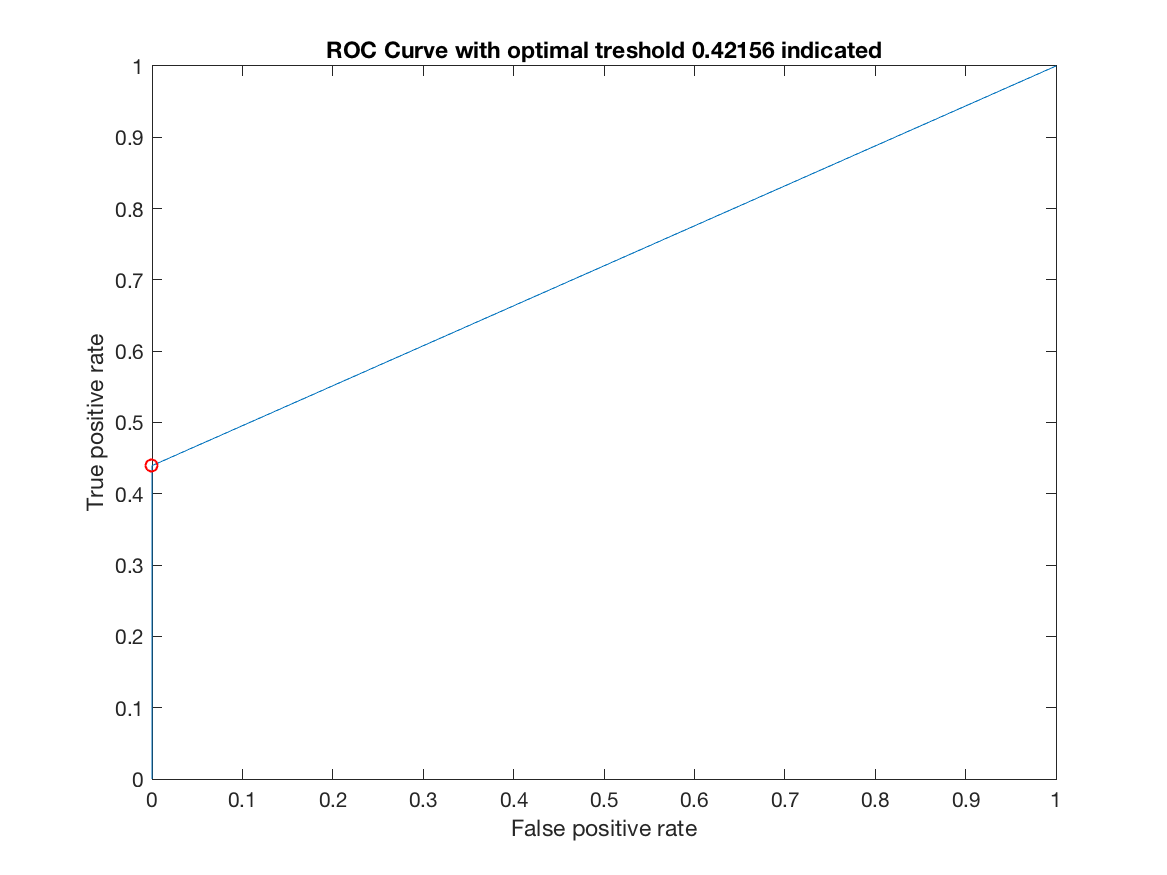 ROC Curve with optimal treshold 0.42156 indicated
1
0.9
0.8
0.7
0.6
0.5
0.4
0.3
0.2
0.1
0
True positive rate
0 0.1 0.2 0.3 0.4 0.5 0.6 0.7 0.8 0.9 1
False positive rate